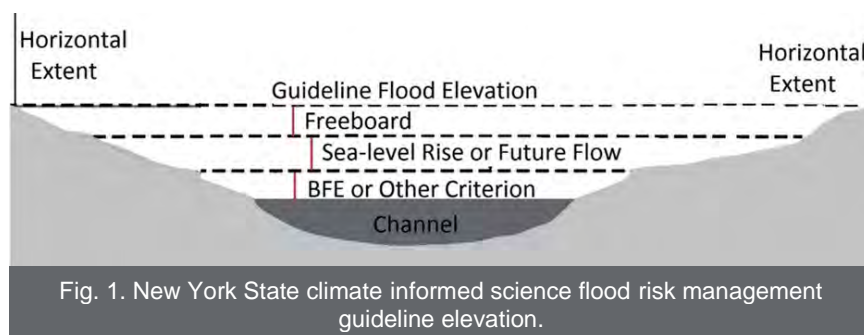 Horizontal
Extent
Horizontal
Extent
Guideline Flood Elevation
Freeboard
Sea-level Rise or Future Flow
BFE or Other Criterion
Channel
Fig. 1. New York State climate informed science flood risk management
guideline elevation.